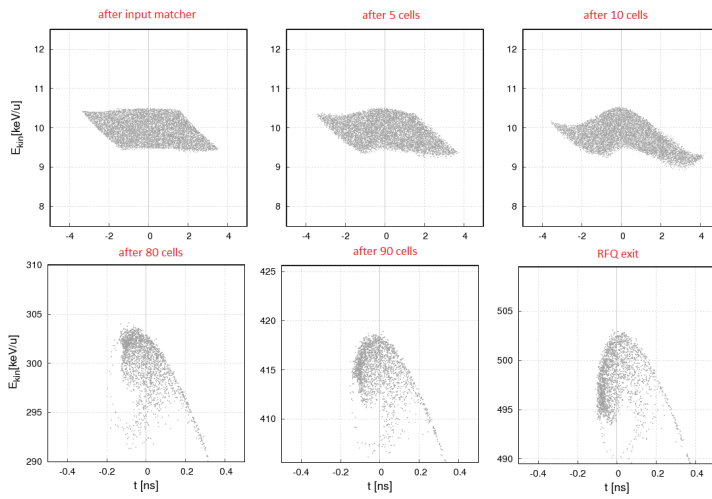 after input matcher
after 5 cells
after 10 cells
12
11
10
9
8
12
11
10
9
8
12
11
10
9
8
Ekin[keV/u]
-4 -2 0 2 4
-4 -2 0 2 4
-4 -2 0 2 4
after 80 cells
after 90 cells
RFQ exit
310
305
300
295
290
425
420
415
410
505
500
495
490
Ekin[keV/u]
-0.4 -0.2 0 0.2 0.4
-0.4 -0.2 0 0.2 0.4
-0.4 -0.2 0 0.2 0.4
t [ns]
t [ns]
t [ns]